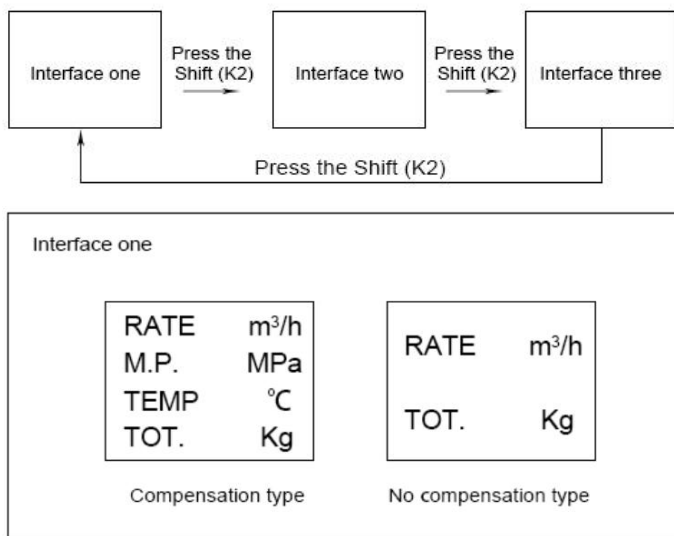 Interface one
Press the
Shift (K2)
Interface two
Press the
Shift (K2)
Interface three
Press the Shift (K2)
Interface one
RATE m³/h
M.P. MPa
TEMP ℃
TOT. Kg
Compensation type
RATE m³/h
TOT. Kg
No compensation type